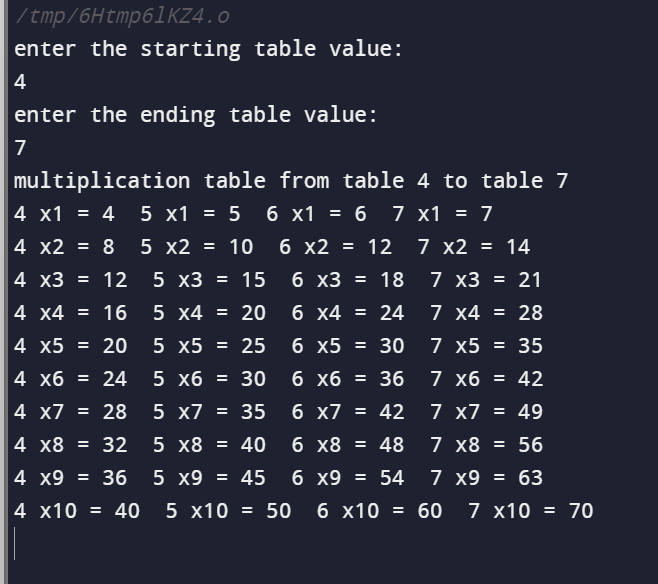 /tmp/6Htmp6lKZ4.o
enter the starting table value:
4
enter the ending table value:
7
multiplication table from table 4 to table 7
4 x1 = 4  5 x1 = 5  6 x1 = 6  7 x1 = 7
4 x2 = 8  5 x2 = 10  6 x2 = 12  7 x2 = 14
4 x3 = 12  5 x3 = 15  6 x3 = 18  7 x3 = 21
4 x4 = 16  5 x4 = 20  6 x4 = 24  7 x4 = 28
4 x5 = 20  5 x5 = 25  6 x5 = 30  7 x5 = 35
4 x6 = 24  5 x6 = 30  6 x6 = 36  7 x6 = 42
4 x7 = 28  5 x7 = 35  6 x7 = 42  7 x7 = 49
4 x8 = 32  5 x8 = 40  6 x8 = 48  7 x8 = 56
4 x9 = 36  5 x9 = 45  6 x9 = 54  7 x9 = 63
4 x10 = 40  5 x10 = 50  6 x10 = 60  7 x10 = 70